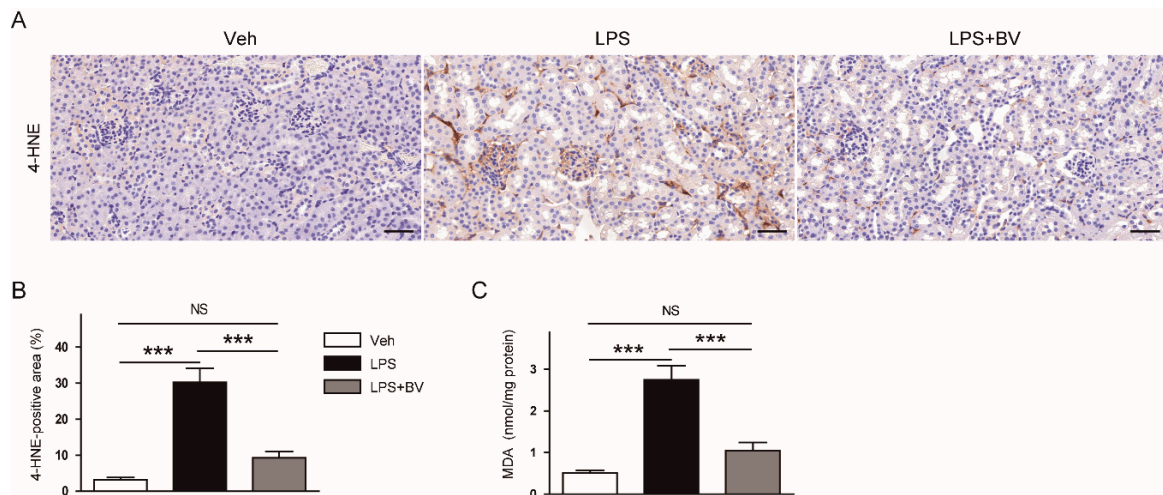 A
Veh
LPS
LPS+BV
4-HNE
B
NS
***
***
4-HNE-positive area (%)
40
30
20
10
0
Veh
LPS
LPS+BV
C
NS
***
***
MDA (nmol/mg protein)
3
2
1
0